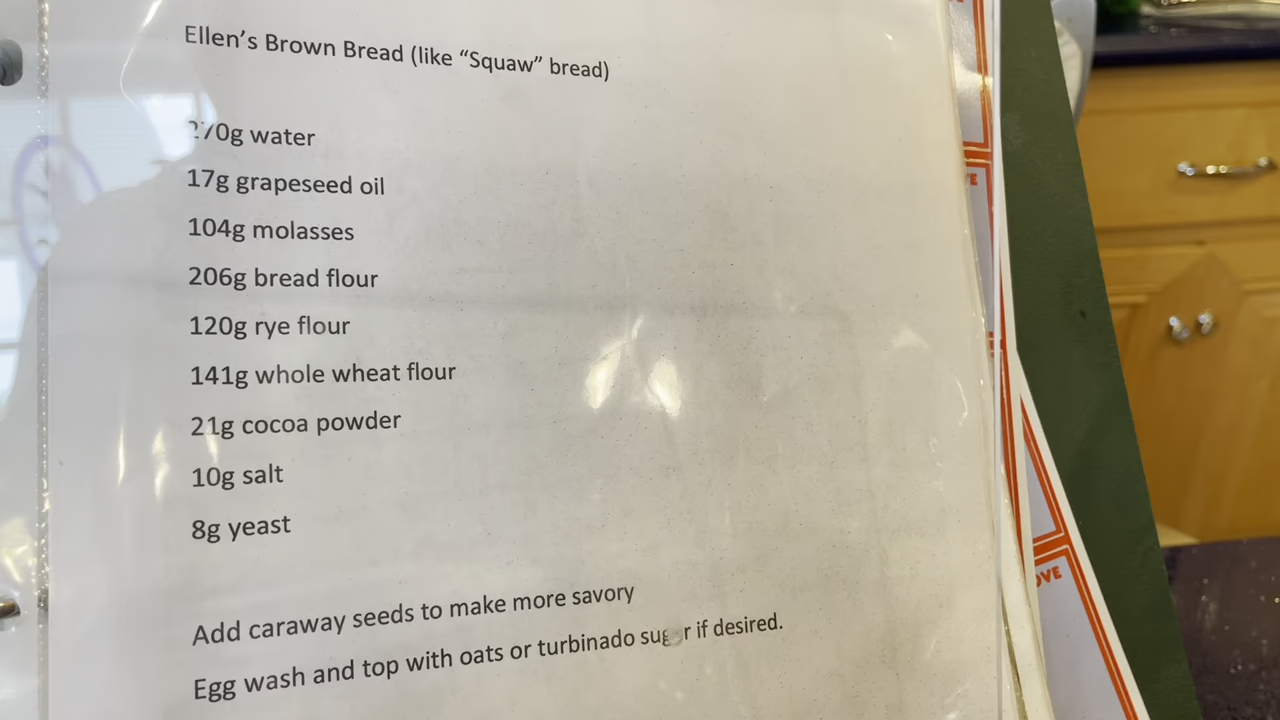 Ellen's Brown Bread (like "Squaw" bread)
270g water
17g grapeseed oil
104g molasses
206g bread flour
120g rye flour
141g whole wheat flour
21g cocoa powder
10g salt
8g yeast
Add caraway seeds to make more savory
Egg wash and top with oats or turbinado sugar if desired.